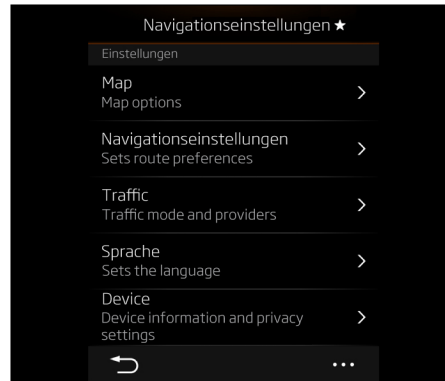 Navigationseinstellungen ★
Einstellungen
Map
Map options
Navigationseinstellungen
Sets route preferences
Traffic
Traffic mode and providers
Sprache
Sets the language
Device
Device information and privacy
settings